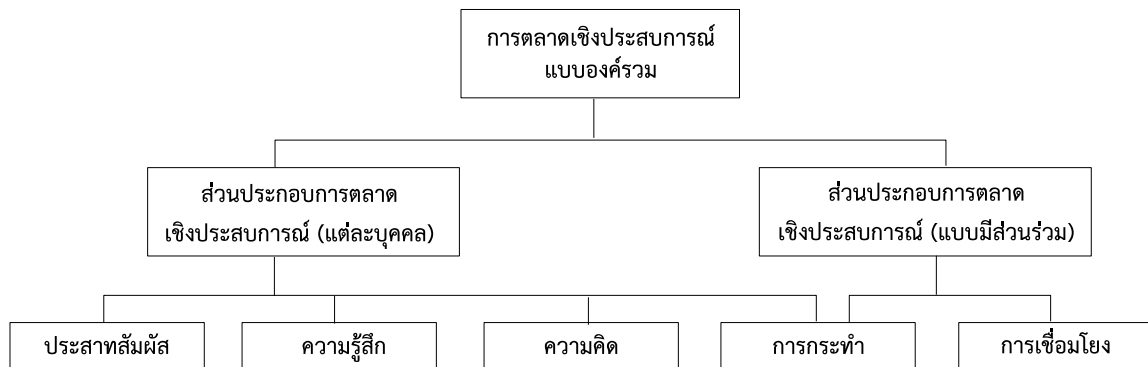 การตลาดเชิงประสบการณ์
แบบองค์รวม
ส่วนประกอบการตลาด
เชิงประสบการณ์ (แต่ละบุคคล)
ส่วนประกอบการตลาด
เชิงประสบการณ์ (แบบมีส่วนร่วม)
ประสาทสัมผัส
ความรู้สึก
ความคิด
การกระทำ
การเชื่อมโยง